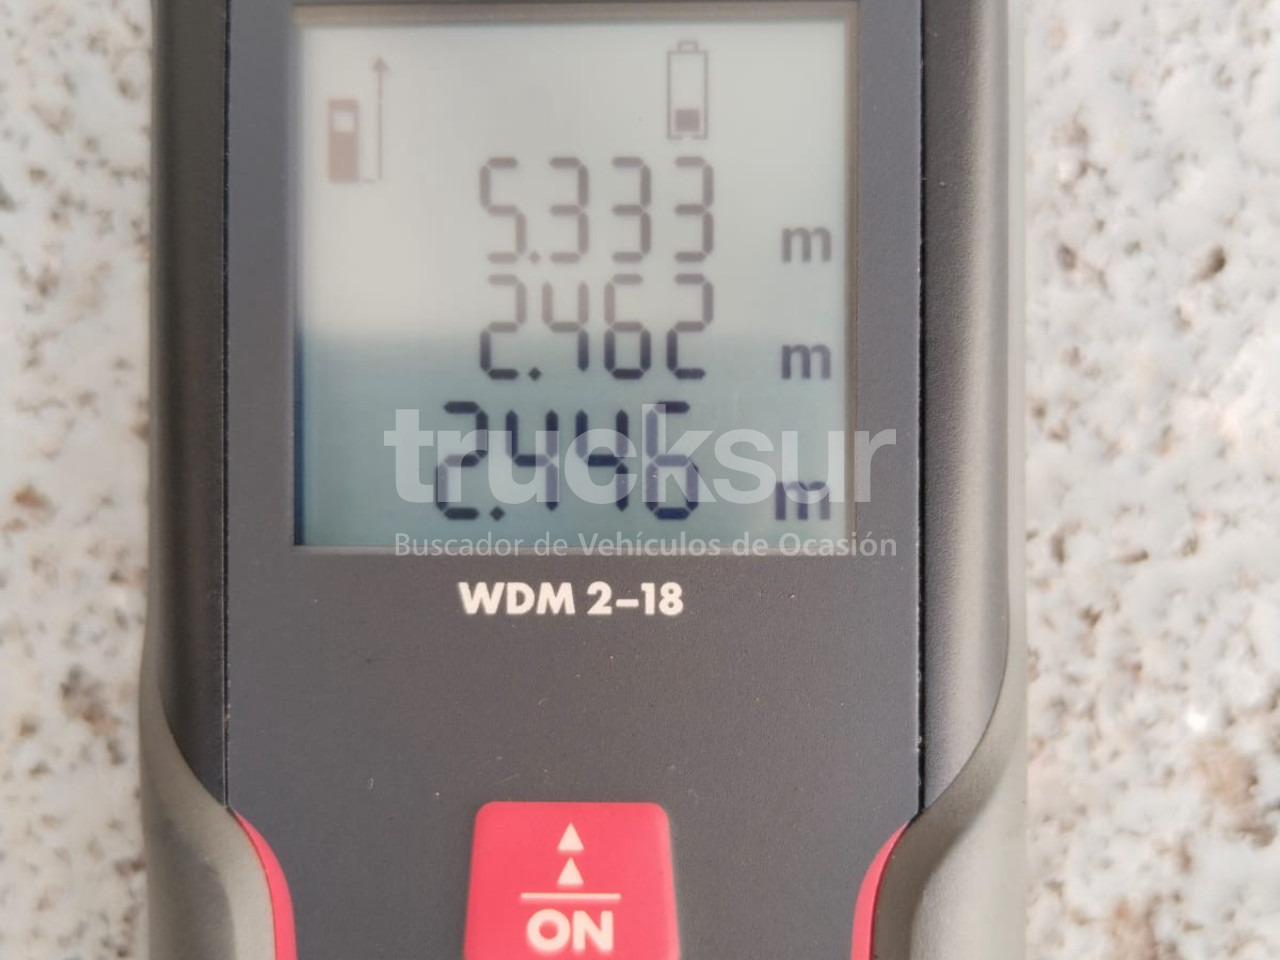 5.333 m
2.462 m
2.446 m
trucksur
Buscador de Vehículos de Ocasión
WDM 2-18
ON